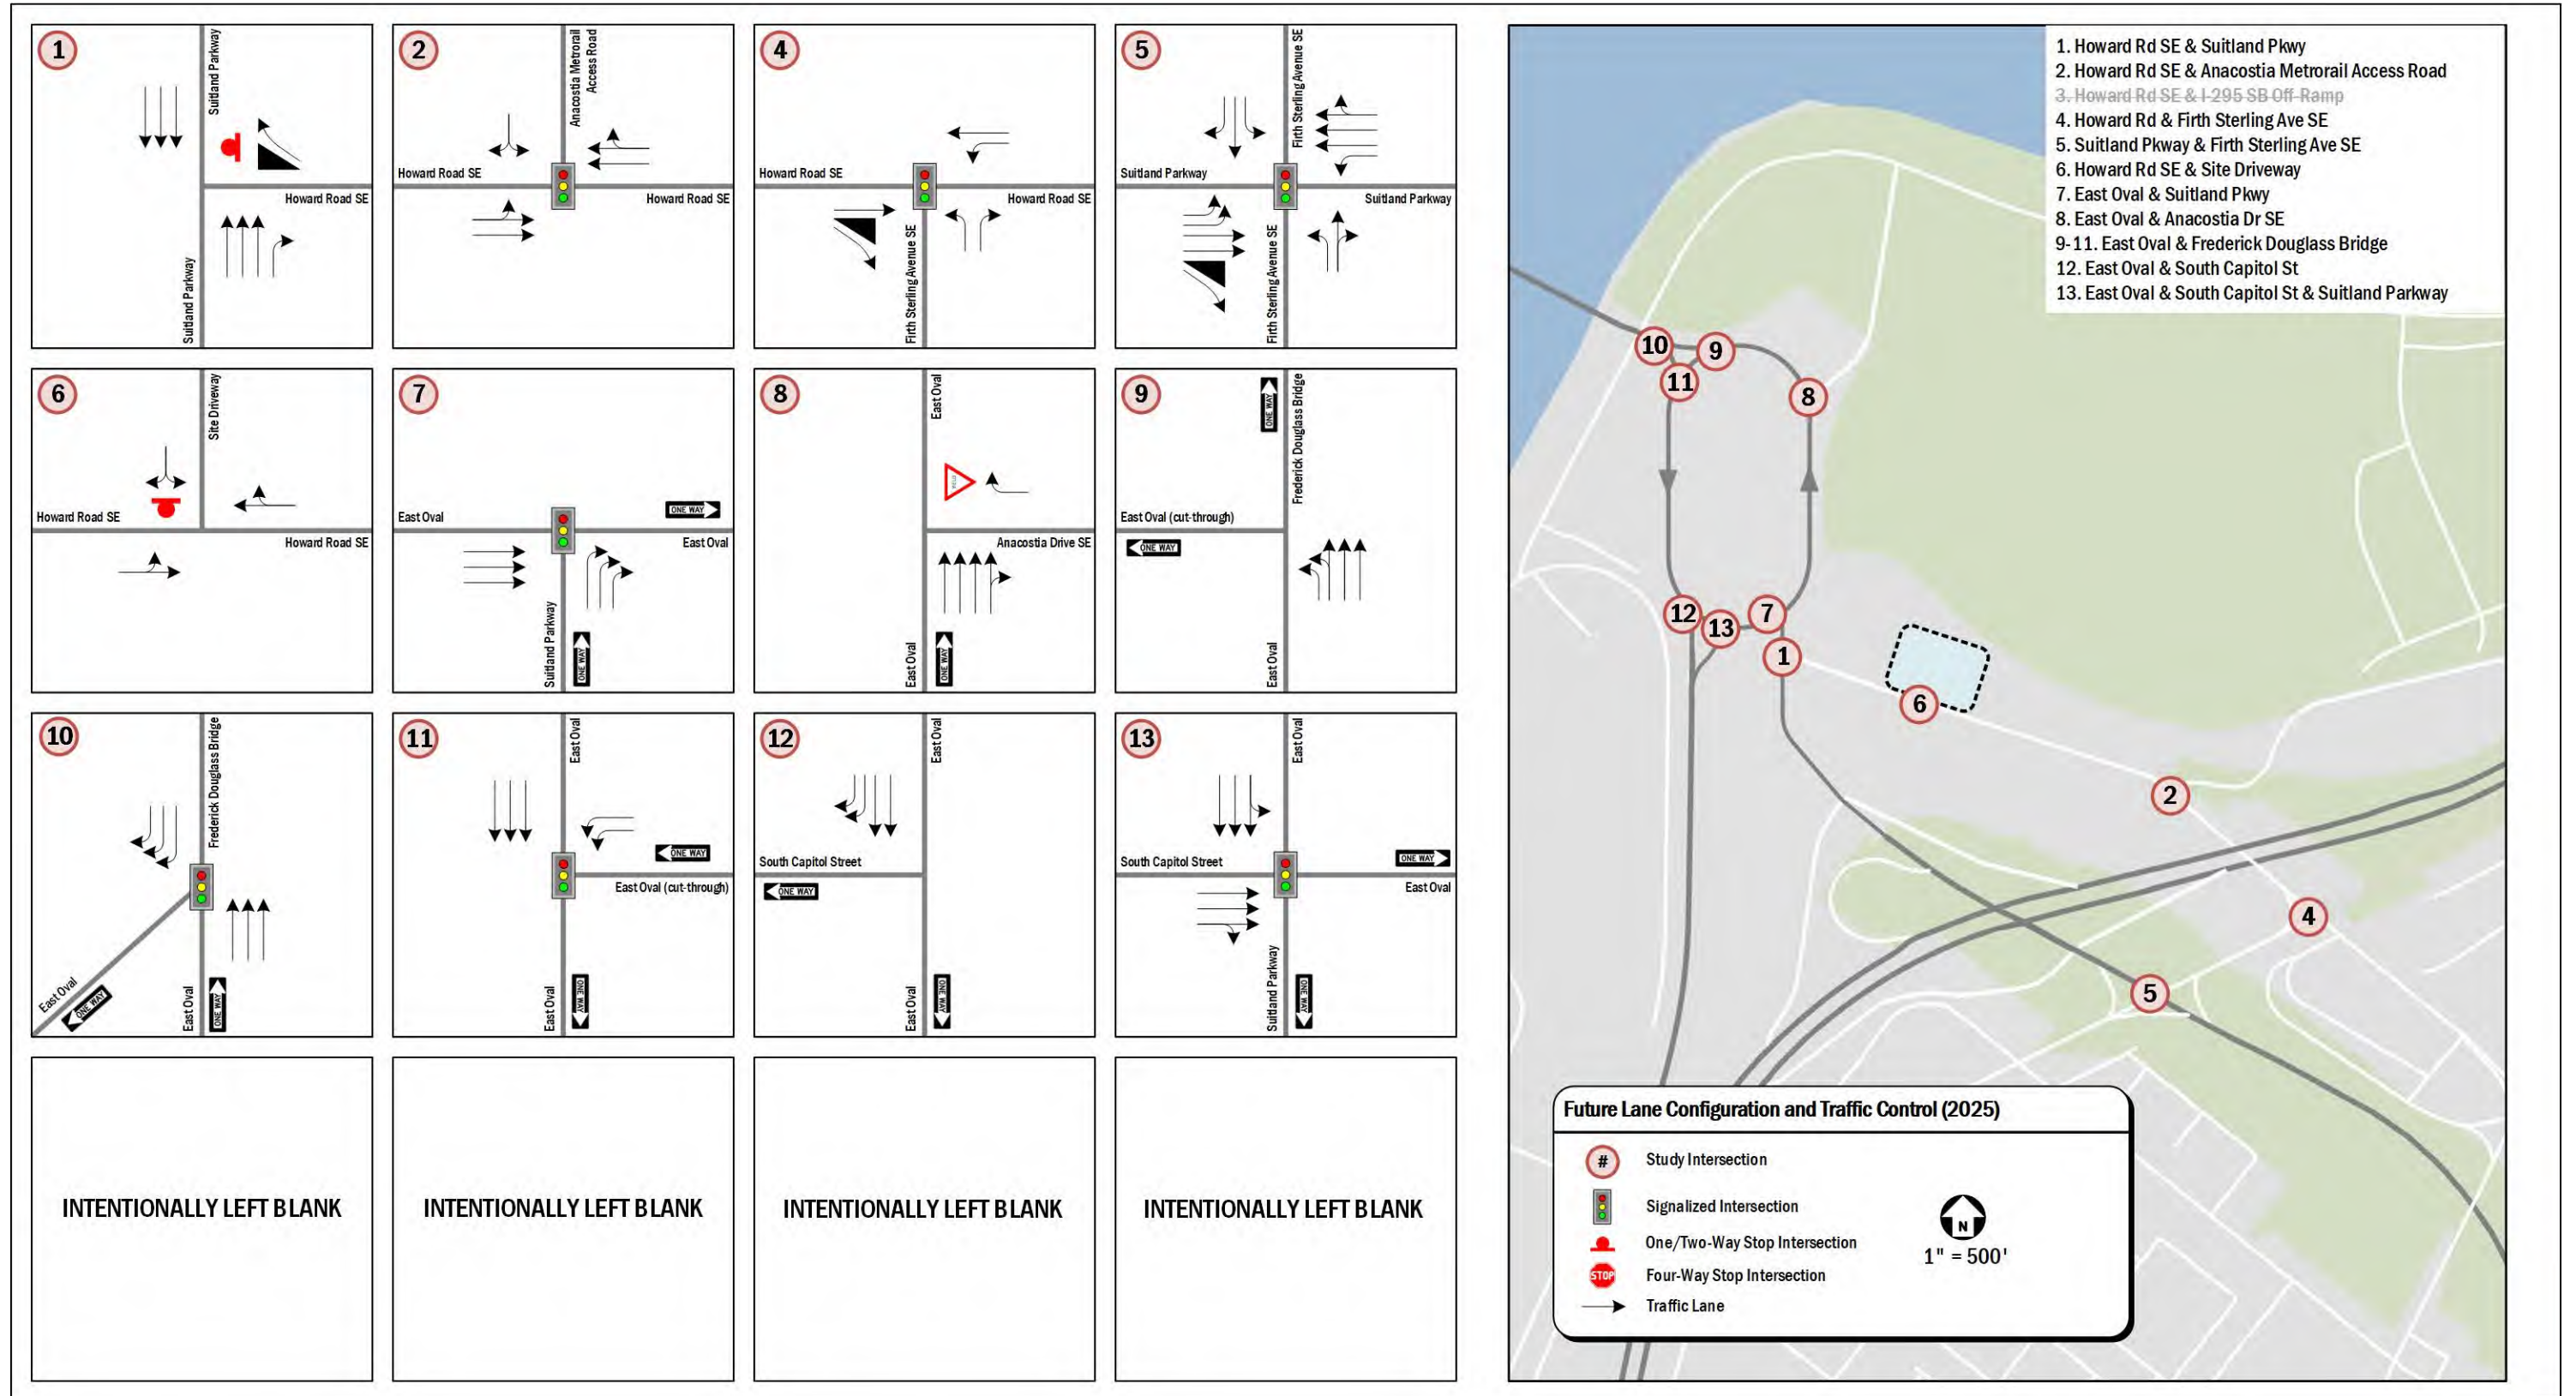 1
Suitland Parkway
Howard Road SE
Suitland Parkway
2
Anacostia Metrorail
Access Road
Howard Road SE
Howard Road SE
4
Howard Road SE
Howard Road SE
Firth Sterling Avenue SE
5
Firth Sterling Avenue SE
Suitland Parkway
Suitland Parkway
Firth Sterling Avenue SE
6
Site Driveway
Howard Road SE
Howard Road SE
7
ONE WAY
East Oval
East Oval
Suitland Parkway
ONE WAY
8
East Oval
Anacostia Drive SE
East Oval
ONE WAY
9
ONE WAY
Frederick Douglass Bridge
East Oval (cut-through)
ONE WAY
East Oval
10
Frederick Douglass Bridge
East Oval
ONE WAY
East Oval
ONE WAY
11
East Oval
ONE WAY
East Oval (cut-through)
East Oval
ONE WAY
12
East Oval
South Capitol Street
ONE WAY
East Oval
ONE WAY
13
East Oval
South Capitol Street
ONE WAY
East Oval
Suitland Parkway
ONE WAY
INTENTIONALLY LEFT BLANK
INTENTIONALLY LEFT BLANK
INTENTIONALLY LEFT BLANK
INTENTIONALLY LEFT BLANK
1. Howard Rd SE & Suitland Pkwy
2. Howard Rd SE & Anacostia Metrorail Access Road
3. Howard Rd SE & I-295 SB Off-Ramp
4. Howard Rd & Firth Sterling Ave SE
5. Suitland Pkway & Firth Sterling Ave SE
6. Howard Rd SE & Site Driveway
7. East Oval & Suitland Pkwy
8. East Oval & Anacostia Dr SE
9-11. East Oval & Frederick Douglass Bridge
12. East Oval & South Capitol St
13. East Oval & South Capitol St & Suitland Parkway
10
9
11
8
12
13
7
1
6
2
4
5
Future Lane Configuration and Traffic Control (2025)
# Study Intersection
Signalized Intersection
One/Two-Way Stop Intersection
STOP Four-Way Stop Intersection
Traffic Lane
N
1" = 500'